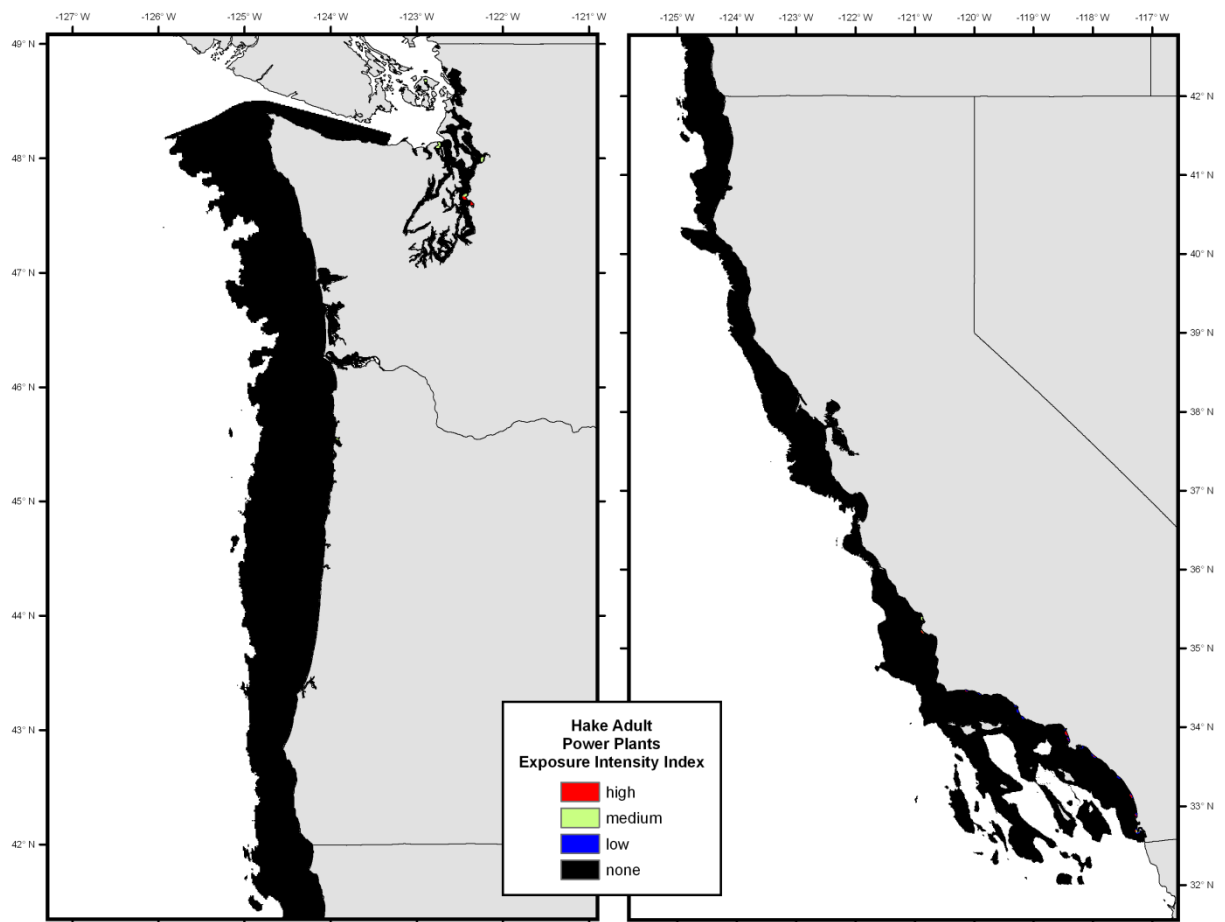 -127° W -126° W -125° W -124° W -123° W -122° W -121° W
-125° W -124° W -123° W -122° W -121° W -120° W -119° W -118° W -117° W
49° N
48° N
47° N
46° N
45° N
44° N
43° N
42° N
42° N
41° N
40° N
39° N
38° N
37° N
36° N
35° N
34° N
33° N
32° N
Hake Adult
Power Plants
Exposure Intensity Index
high
medium
low
none